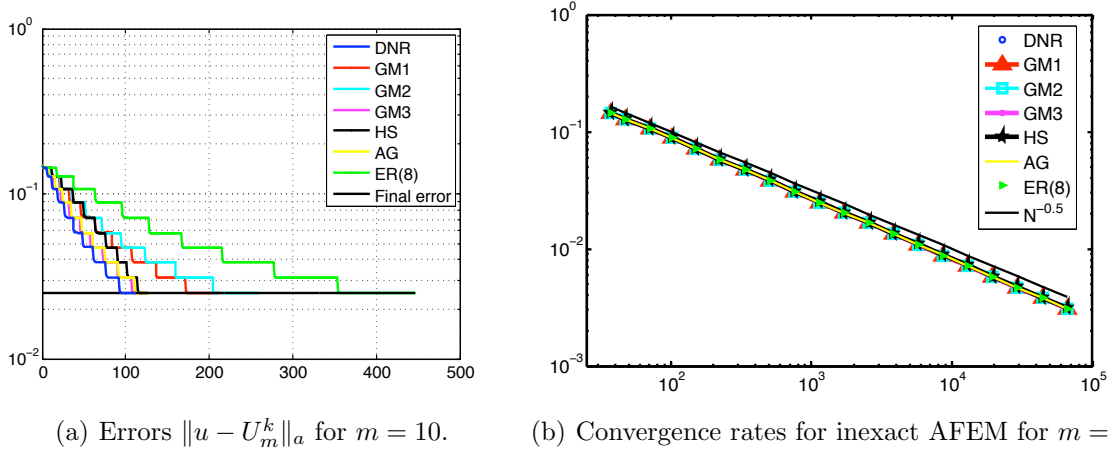 10^0
10^{-1}
10^{-2}
0 100 200 300 400 500
DNR
GM1
GM2
GM3
HS
AG
ER(8)
Final error
(a) Errors ‖u − U_m^k‖_a for m = 10.
10^0
10^{-1}
10^{-2}
10^{-3}
10^2 10^3 10^4 10^5
DNR
GM1
GM2
GM3
HS
AG
ER(8)
N^{-0.5}
(b) Convergence rates for inexact AFEM for m =